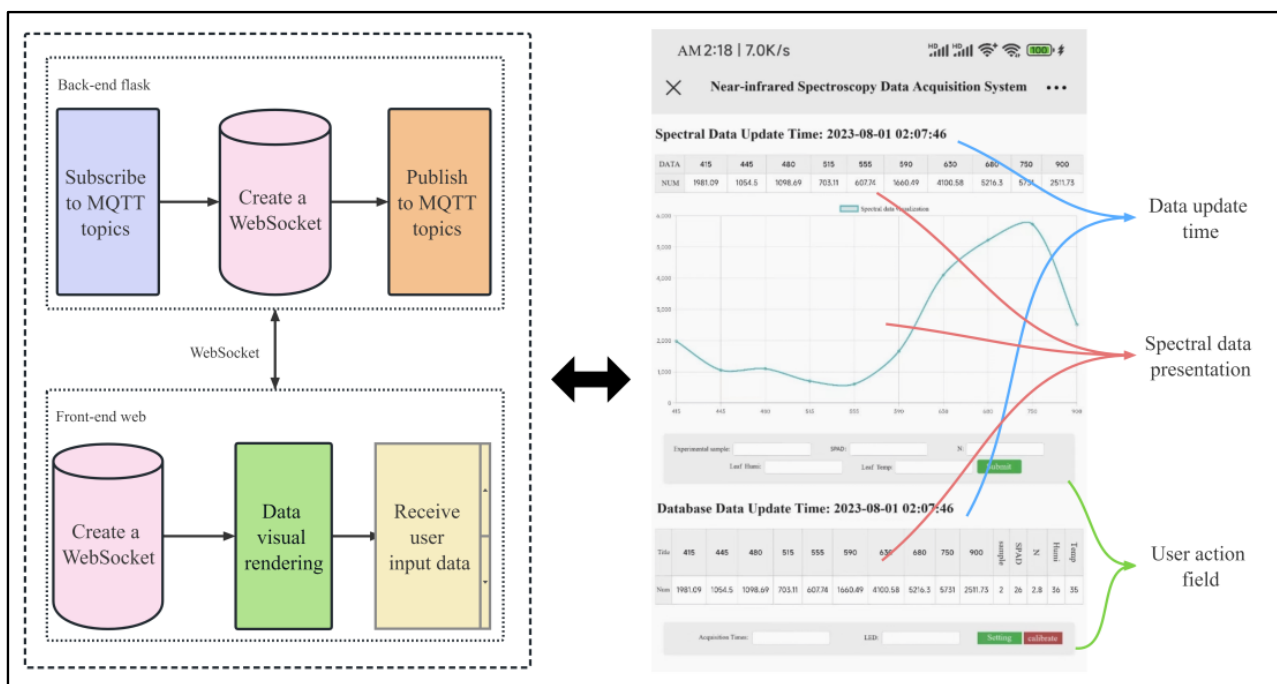 Back-end flask
Subscribe
to MQTT
topics
Create a
WebSocket
Publish
to MQTT
topics
WebSocket
Front-end web
Create a
WebSocket
Data
visual
rendering
Receive
user
input data
AM 2:18 | 7.0K/s
HD HD 100
Near-infrared Spectroscopy Data Acquisition System
Spectral Data Update Time: 2023-08-01 02:07:46
DATA 415 445 480 515 555 590 630 680 750 900
NUM 1981.09 1054.5 1098.69 703.11 607.74 1660.49 4100.58 5216.3 5731 2511.73
Spectral data visualization
6,000
5,000
4,000
3,000
2,000
1,000
0
415 445 480 515 555 590 630 680 750 900
Experimental sample: SPAD: N:
Leaf Humi: Leaf Temp: Submit
Database Data Update Time: 2023-08-01 02:07:46
Title 415 445 480 515 555 590 630 680 750 900 sample SPAD N Humi Temp
Num 1981.09 1054.5 1098.69 703.11 607.74 1660.49 4100.58 5216.3 5731 2511.73 2 26 2.8 36 35
Acquisition Times: LED: Setting calibrate
Data update
time
Spectral data
presentation
User action
field